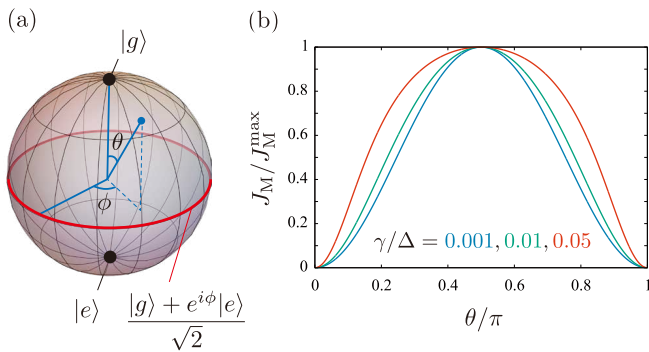 (a)
|g⟩
θ
ϕ
|e⟩
|g⟩ + e^{iϕ}|e⟩
√2
(b)
J_M/J_M^max
1
0.8
0.6
0.4
0.2
0
γ/Δ = 0.001, 0.01, 0.05
0 0.2 0.4 0.6 0.8 1
θ/π